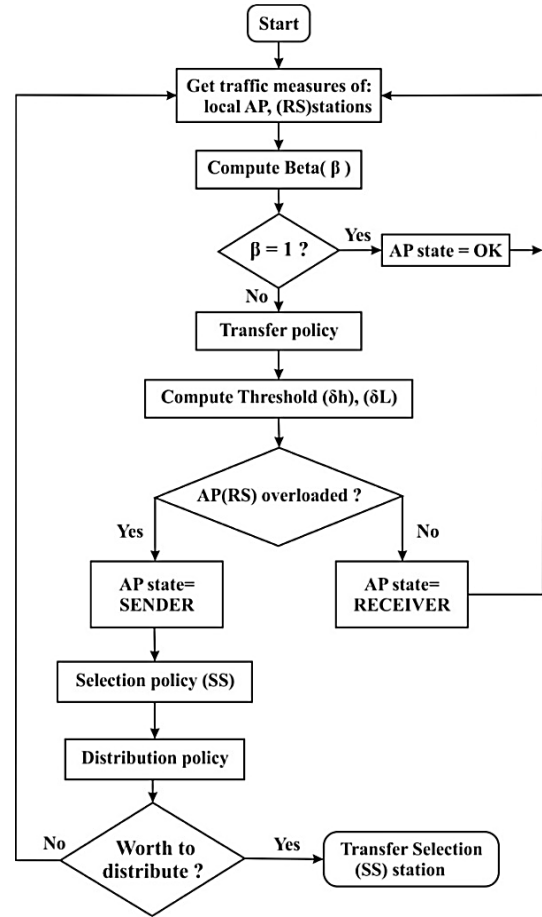 Start
Get traffic measures of:
local AP, (RS)stations
Compute Beta( β )
β = 1 ?
Yes
AP state = OK
No
Transfer policy
Compute Threshold (δh), (δL)
AP(RS) overloaded ?
Yes
No
AP state=
SENDER
AP state=
RECEIVER
Selection policy (SS)
Distribution policy
No
Worth to
distribute ?
Yes
Transfer Selection
(SS) station